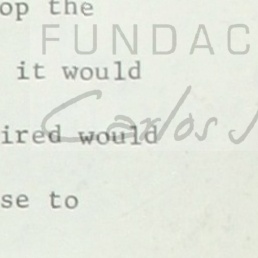 op the
FUNDAC
it would
Carlos J
ired would
se to